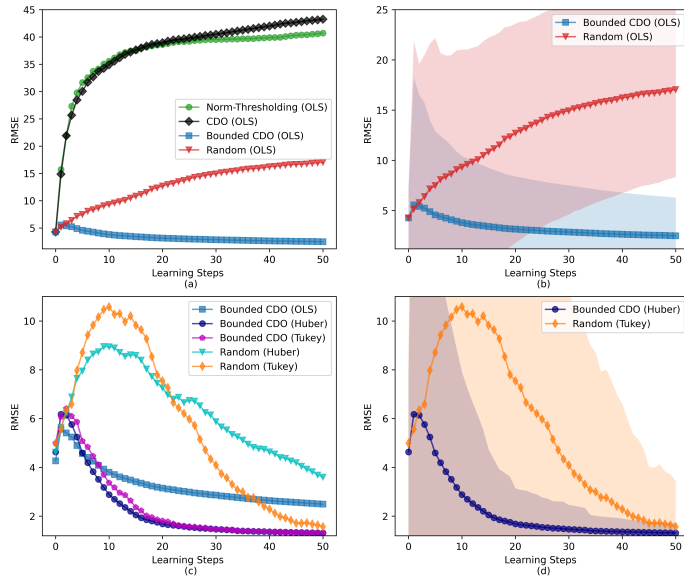 45
40
35
30
25
20
15
10
5
RMSE
Norm-Thresholding (OLS)
CDO (OLS)
Bounded CDO (OLS)
Random (OLS)
0 10 20 30 40 50
Learning Steps
(a)
25
20
15
10
5
RMSE
Bounded CDO (OLS)
Random (OLS)
0 10 20 30 40 50
Learning Steps
(b)
10
8
6
4
2
RMSE
Bounded CDO (OLS)
Bounded CDO (Huber)
Bounded CDO (Tukey)
Random (Huber)
Random (Tukey)
0 10 20 30 40 50
Learning Steps
(c)
10
8
6
4
2
RMSE
Bounded CDO (Huber)
Random (Tukey)
0 10 20 30 40 50
Learning Steps
(d)